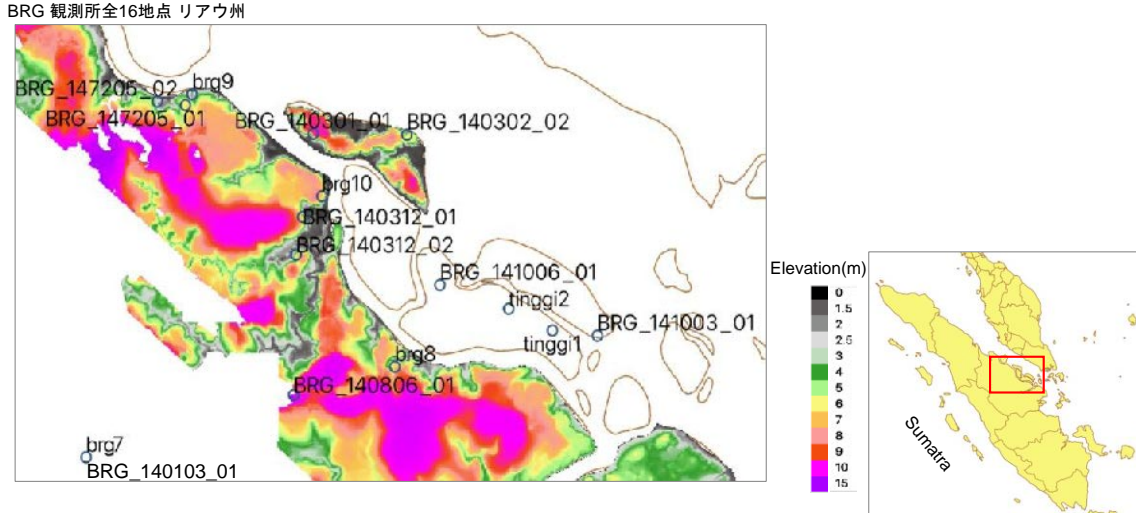 BRG 観測所全16地点 リアウ州
BRG_147205_02
brg9
BRG_147205_01
BRG_140301_01
BRG_140302_02
brg10
BRG_140312_01
BRG_140312_02
BRG_141006_01
tinggi2
BRG_141003_01
tinggi1
brg8
BRG_140806_01
brg7
BRG_140103_01
Elevation(m)
0
1.5
2
2.5
3
4
5
6
7
8
9
10
15
Sumatra